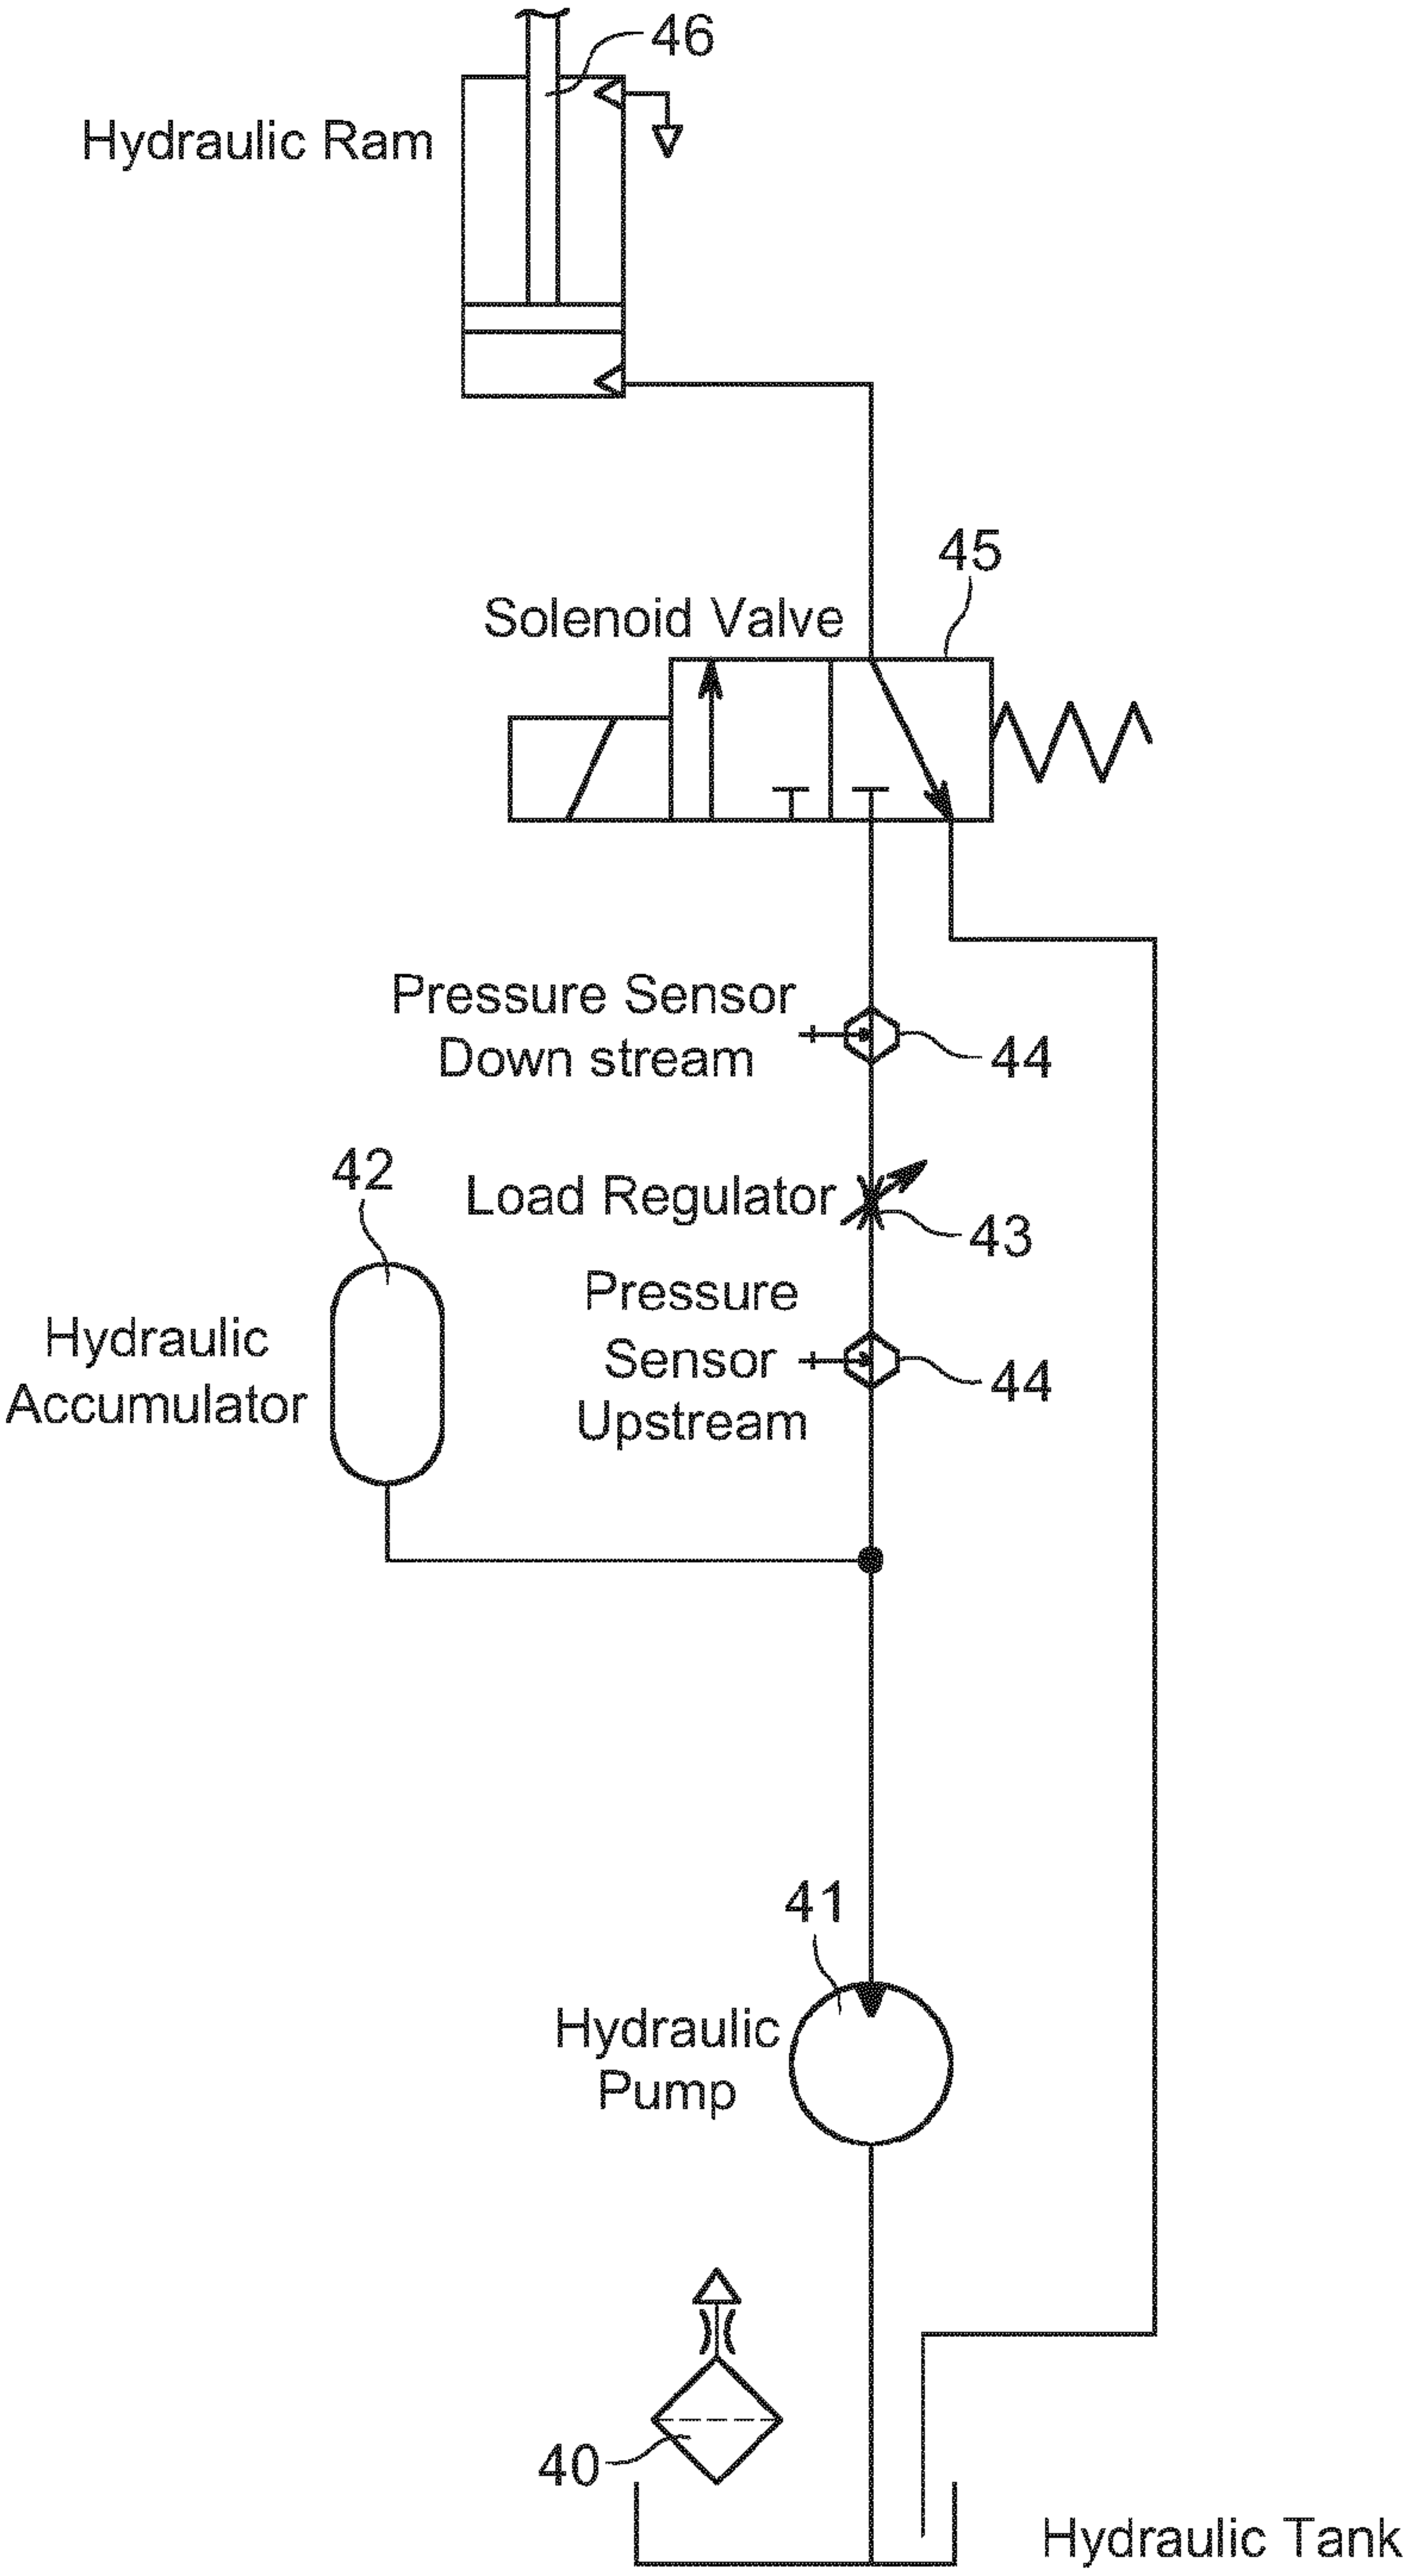 46
Hydraulic Ram
45
Solenoid Valve
Pressure Sensor
Down stream
44
42
Load Regulator
43
Pressure
Hydraulic
Sensor
44
Accumulator
Upstream
41
Hydraulic
Pump
40
Hydraulic Tank